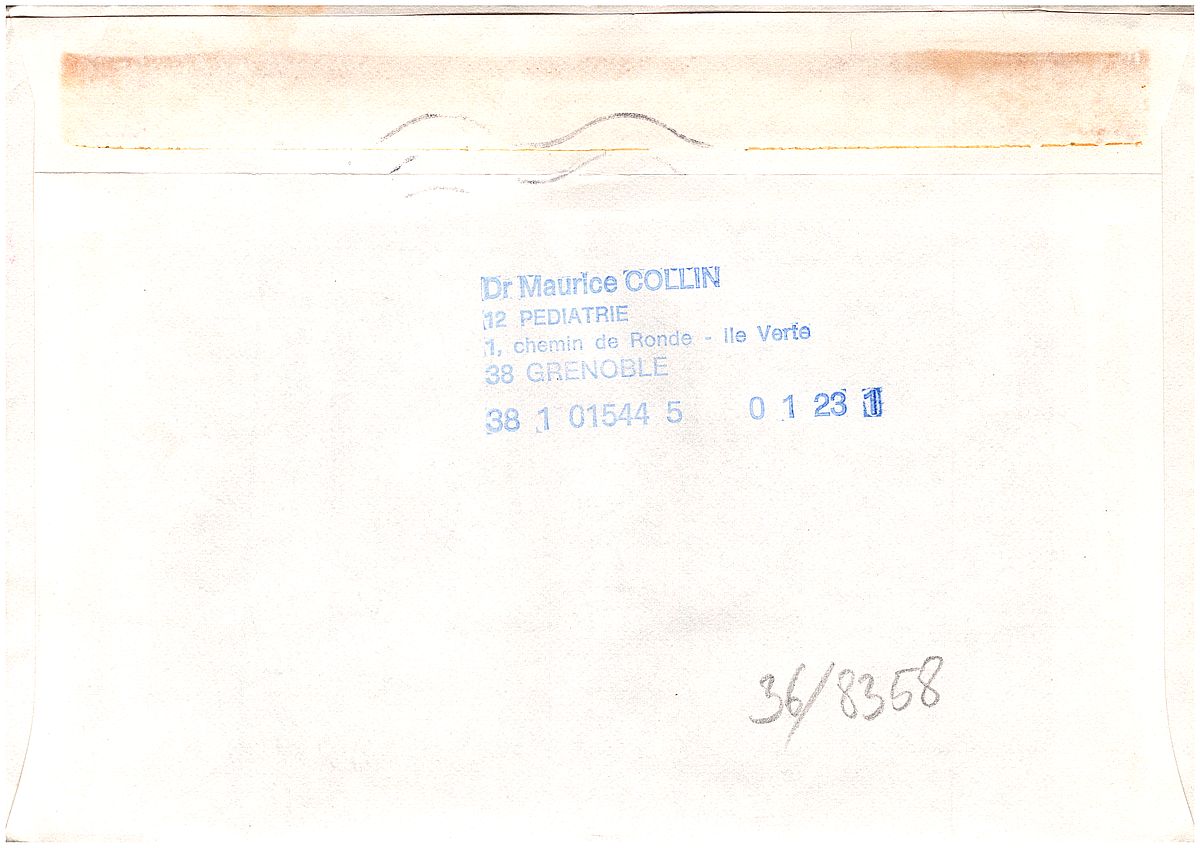 Dr Maurice COLLIN
12 PEDIATRIE
1, chemin de Ronde - Ile Verte
38 GRENOBLE
38 1 01544 5 0 1 23 1
36/8358